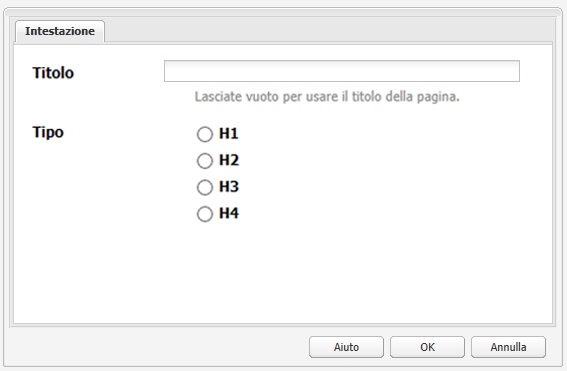 Intestazione
Titolo
Lasciate vuoto per usare il titolo della pagina.
Tipo
H1
H2
H3
H4
Aiuto OK Annulla